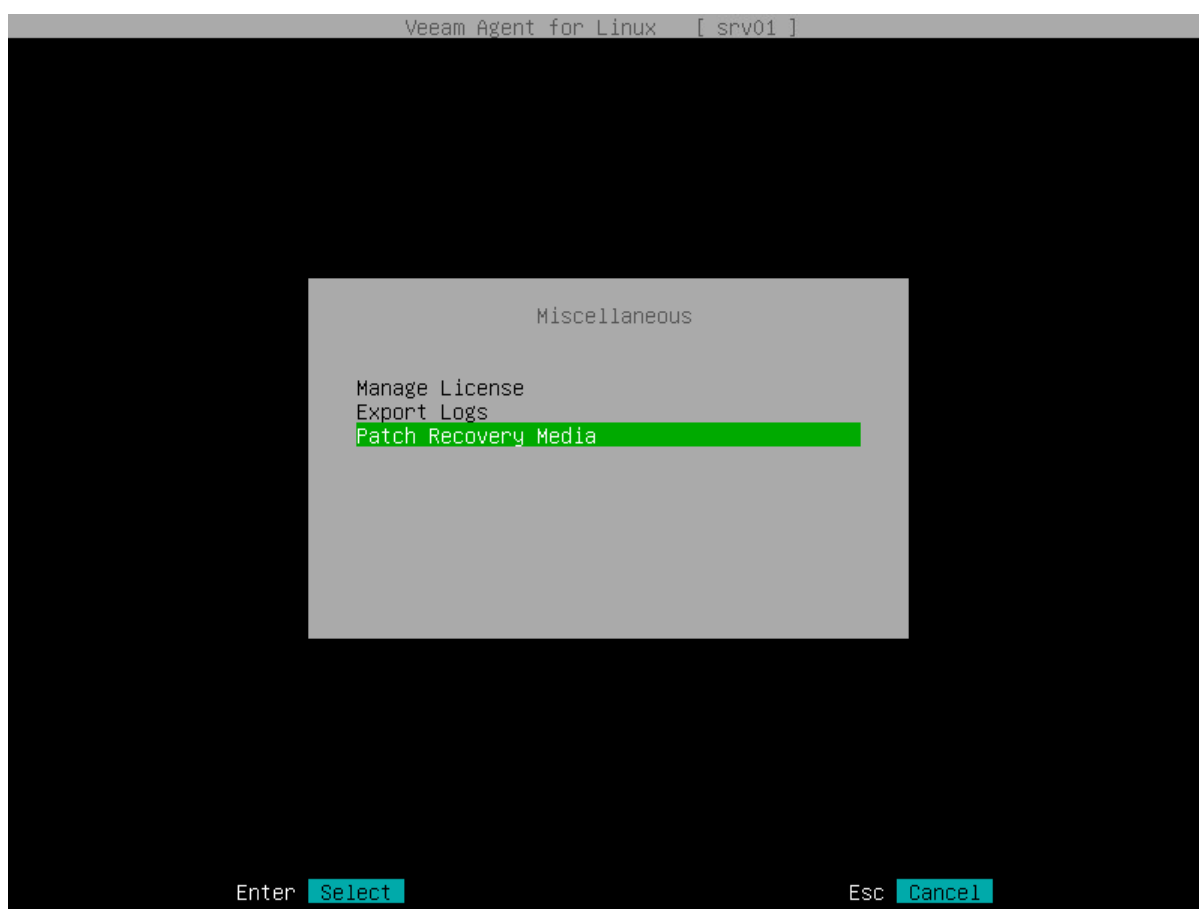 Veeam Agent for Linux [ srv01 ]
Miscellaneous
Manage License
Export Logs
Patch Recovery Media
Enter Select Esc Cancel